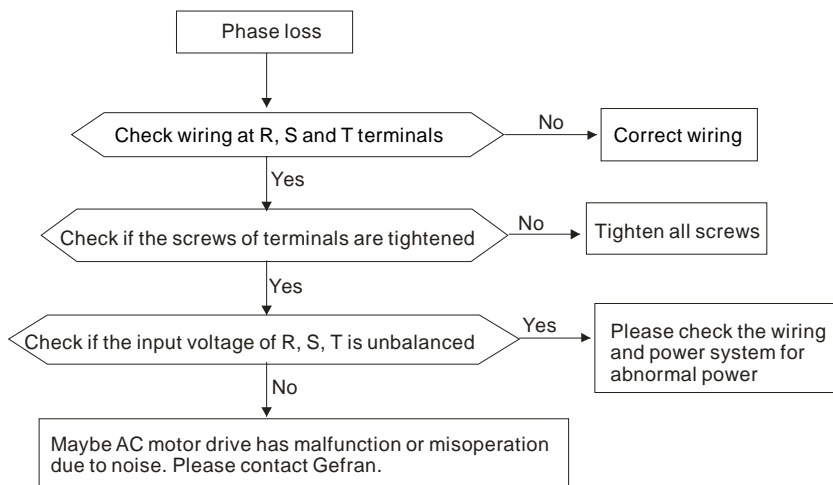 Phase loss
Check wiring at R, S and T terminals
No
Correct wiring
Yes
Check if the screws of terminals are tightened
No
Tighten all screws
Yes
Check if the input voltage of R, S, T is unbalanced
Yes
Please check the wiring
and power system for
abnormal power
No
Maybe AC motor drive has malfunction or misoperation
due to noise. Please contact Gefran.